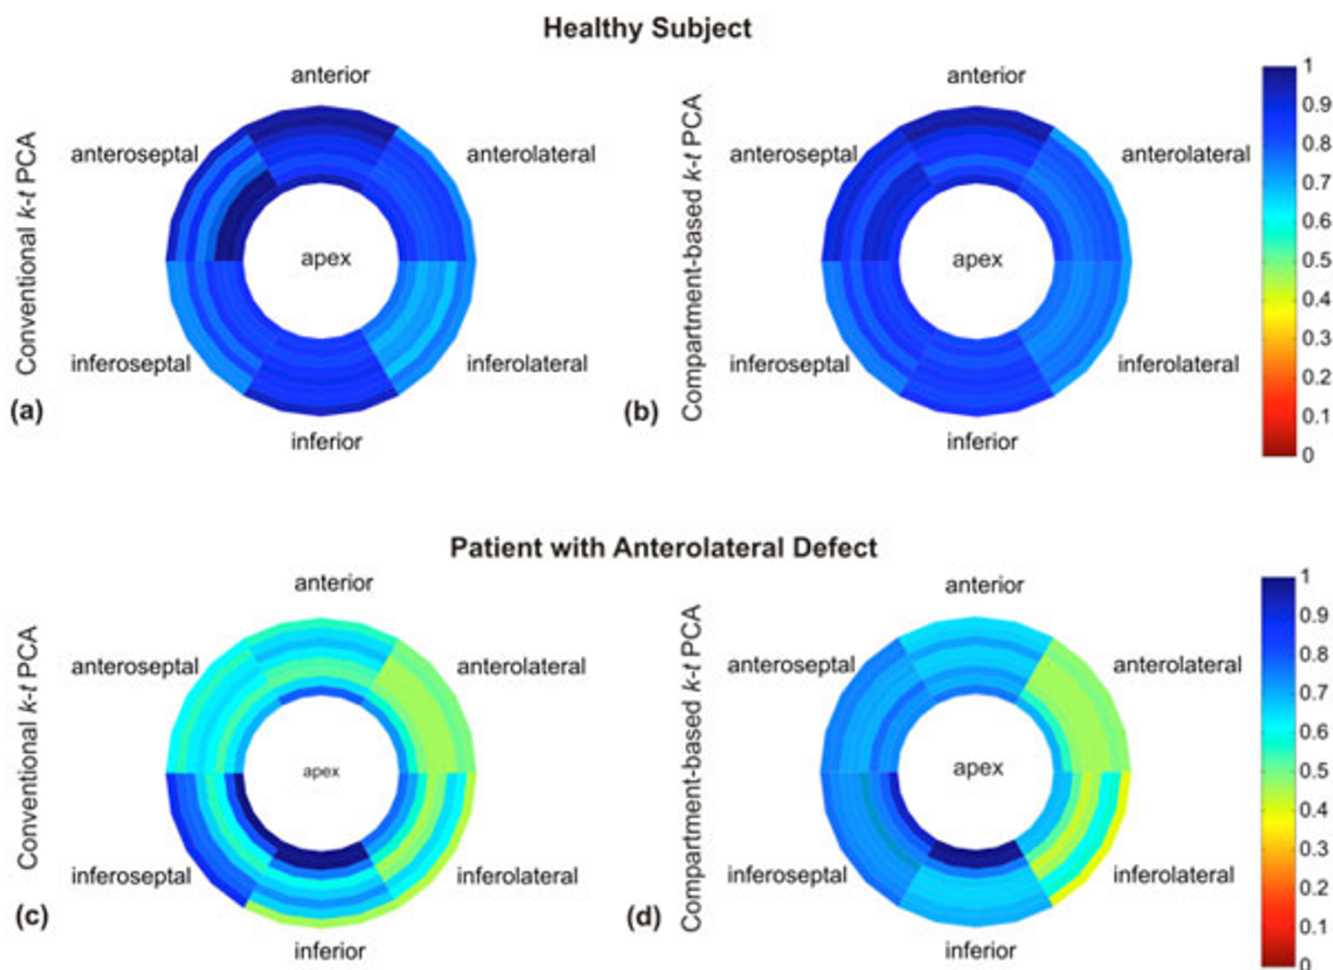 Healthy Subject
anterior
anterior
anteroseptal
anterolateral
anteroseptal
anterolateral
Conventional k-t PCA
apex
Compartment-based k-t PCA
apex
inferoseptal
inferolateral
inferoseptal
inferolateral
(a)
(b)
inferior
inferior
1
0.9
0.8
0.7
0.6
0.5
0.4
0.3
0.2
0.1
0
Patient with Anterolateral Defect
anterior
anterior
anteroseptal
anterolateral
anteroseptal
anterolateral
Conventional k-t PCA
apex
Compartment-based k-t PCA
apex
inferoseptal
inferolateral
inferoseptal
inferolateral
(c)
(d)
inferior
inferior
1
0.9
0.8
0.7
0.6
0.5
0.4
0.3
0.2
0.1
0